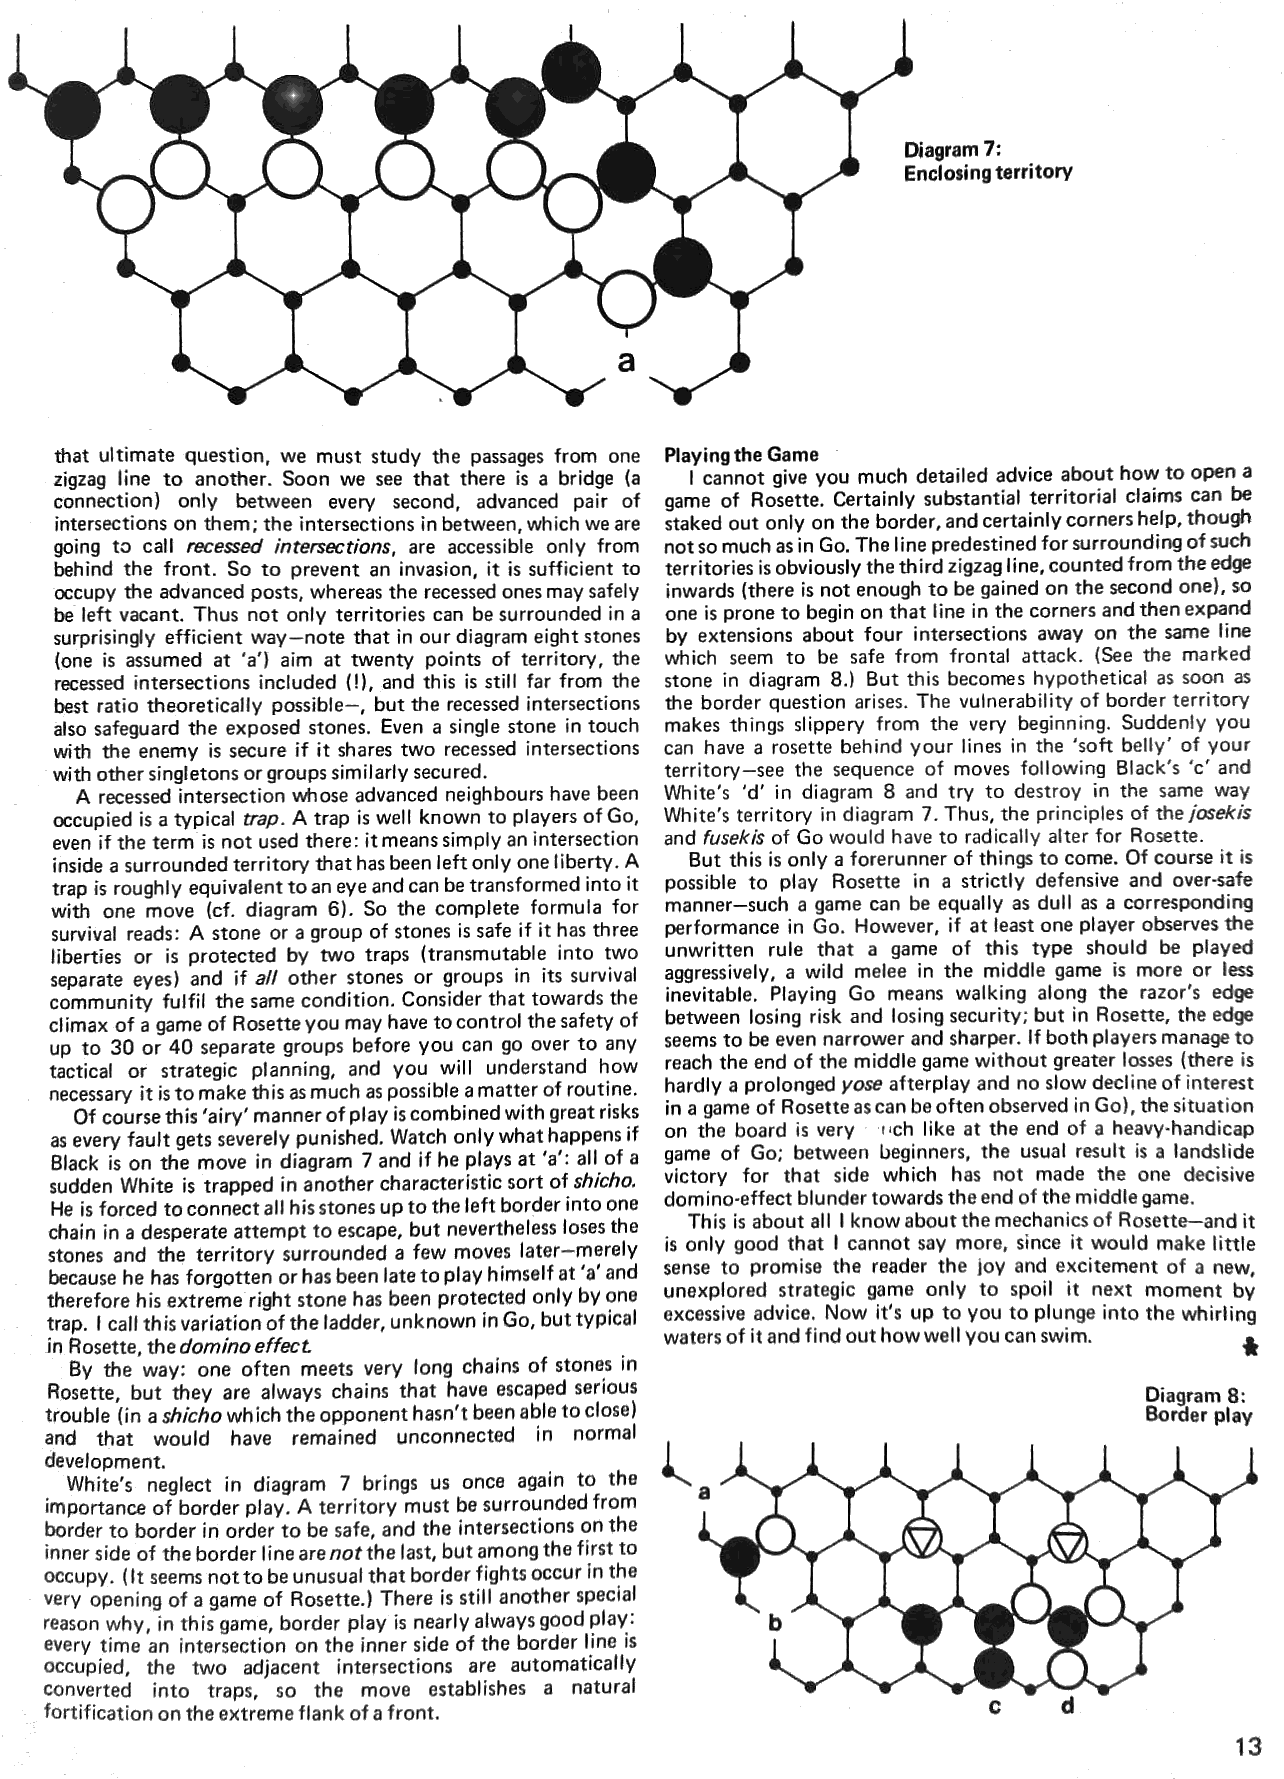 Diagram 7:
Enclosing territory
a
that ultimate question, we must study the passages from one
zigzag line to another. Soon we see that there is a bridge (a
connection) only between every second, advanced pair of
intersections on them; the intersections in between, which we are
going to call recessed intersections, are accessible only from
behind the front. So to prevent an invasion, it is sufficient to
occupy the advanced posts, whereas the recessed ones may safely
be left vacant. Thus not only territories can be surrounded in a
surprisingly efficient way—note that in our diagram eight stones
(one is assumed at 'a') aim at twenty points of territory, the
recessed intersections included (!), and this is still far from the
best ratio theoretically possible—, but the recessed intersections
also safeguard the exposed stones. Even a single stone in touch
with the enemy is secure if it shares two recessed intersections
with other singletons or groups similarly secured.
A recessed intersection whose advanced neighbours have been
occupied is a typical trap. A trap is well known to players of Go,
even if the term is not used there: it means simply an intersection
inside a surrounded territory that has been left only one liberty. A
trap is roughly equivalent to an eye and can be transformed into it
with one move (cf. diagram 6). So the complete formula for
survival reads: A stone or a group of stones is safe if it has three
liberties or is protected by two traps (transmutable into two
separate eyes) and if all other stones or groups in its survival
community fulfil the same condition. Consider that towards the
climax of a game of Rosette you may have to control the safety of
up to 30 or 40 separate groups before you can go over to any
tactical or strategic planning, and you will understand how
necessary it is to make this as much as possible a matter of routine.
Of course this 'airy' manner of play is combined with great risks
as every fault gets severely punished. Watch only what happens if
Black is on the move in diagram 7 and if he plays at 'a': all of a
sudden White is trapped in another characteristic sort of shicho.
He is forced to connect all his stones up to the left border into one
chain in a desperate attempt to escape, but nevertheless loses the
stones and the territory surrounded a few moves later—merely
because he has forgotten or has been late to play himself at 'a' and
therefore his extreme right stone has been protected only by one
trap. I call this variation of the ladder, unknown in Go, but typical
in Rosette, the domino effect.
By the way: one often meets very long chains of stones in
Rosette, but they are always chains that have escaped serious
trouble (in a shicho which the opponent hasn't been able to close)
and that would have remained unconnected in normal
development.
White's neglect in diagram 7 brings us once again to the
importance of border play. A territory must be surrounded from
border to border in order to be safe, and the intersections on the
inner side of the border line are not the last, but among the first to
occupy. (It seems not to be unusual that border fights occur in the
very opening of a game of Rosette.) There is still another special
reason why, in this game, border play is nearly always good play:
every time an intersection on the inner side of the border line is
occupied, the two adjacent intersections are automatically
converted into traps, so the move establishes a natural
fortification on the extreme flank of a front.
Playing the Game
I cannot give you much detailed advice about how to open a
game of Rosette. Certainly substantial territorial claims can be
staked out only on the border, and certainly corners help, though
not so much as in Go. The line predestined for surrounding of such
territories is obviously the third zigzag line, counted from the edge
inwards (there is not enough to be gained on the second one), so
one is prone to begin on that line in the corners and then expand
by extensions about four intersections away on the same line
which seem to be safe from frontal attack. (See the marked
stone in diagram 8.) But this becomes hypothetical as soon as
the border question arises. The vulnerability of border territory
makes things slippery from the very beginning. Suddenly you
can have a rosette behind your lines in the 'soft belly' of your
territory—see the sequence of moves following Black's 'c' and
White's 'd' in diagram 8 and try to destroy in the same way
White's territory in diagram 7. Thus, the principles of the josekis
and fusekis of Go would have to radically alter for Rosette.
But this is only a forerunner of things to come. Of course it is
possible to play Rosette in a strictly defensive and over-safe
manner—such a game can be equally as dull as a corresponding
performance in Go. However, if at least one player observes the
unwritten rule that a game of this type should be played
aggressively, a wild melee in the middle game is more or less
inevitable. Playing Go means walking along the razor's edge
between losing risk and losing security; but in Rosette, the edge
seems to be even narrower and sharper. If both players manage to
reach the end of the middle game without greater losses (there is
hardly a prolonged yose afterplay and no slow decline of interest
in a game of Rosette as can be often observed in Go), the situation
on the board is very like at the end of a heavy-handicap
game of Go; between beginners, the usual result is a landslide
victory for that side which has not made the one decisive
domino-effect blunder towards the end of the middle game.
This is about all I know about the mechanics of Rosette—and it
is only good that I cannot say more, since it would make little
sense to promise the reader the joy and excitement of a new,
unexplored strategic game only to spoil it next moment by
excessive advice. Now it's up to you to plunge into the whirling
waters of it and find out how well you can swim.
Diagram 8:
Border play
a
b
c d
13